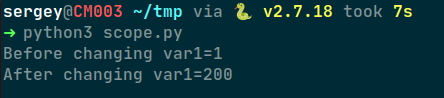 sergey@CM003 ~/tmp via 🐍 v2.7.18 took 7s
➜ python3 scope.py
Before changing var1=1
After changing var1=200